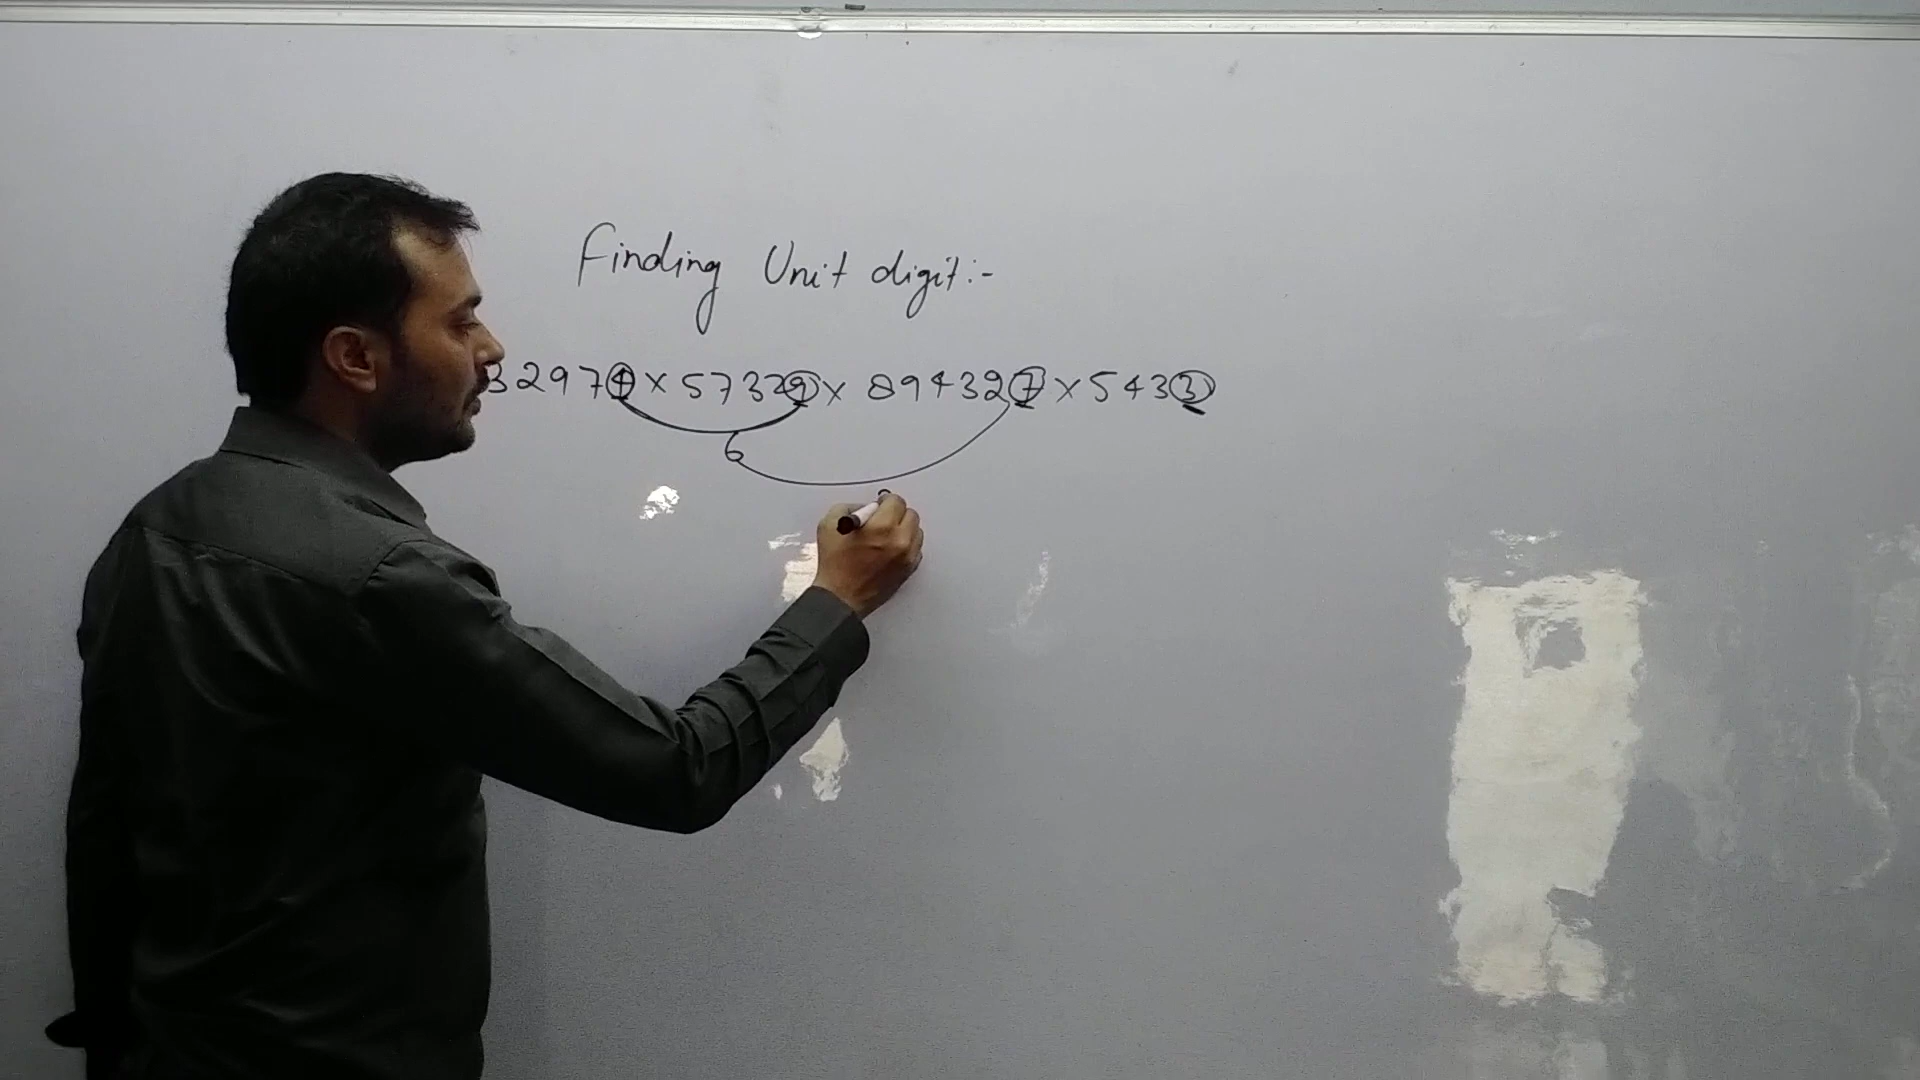 Finding Unit digit:-
32974 × 57329 × 894327 × 5433
6